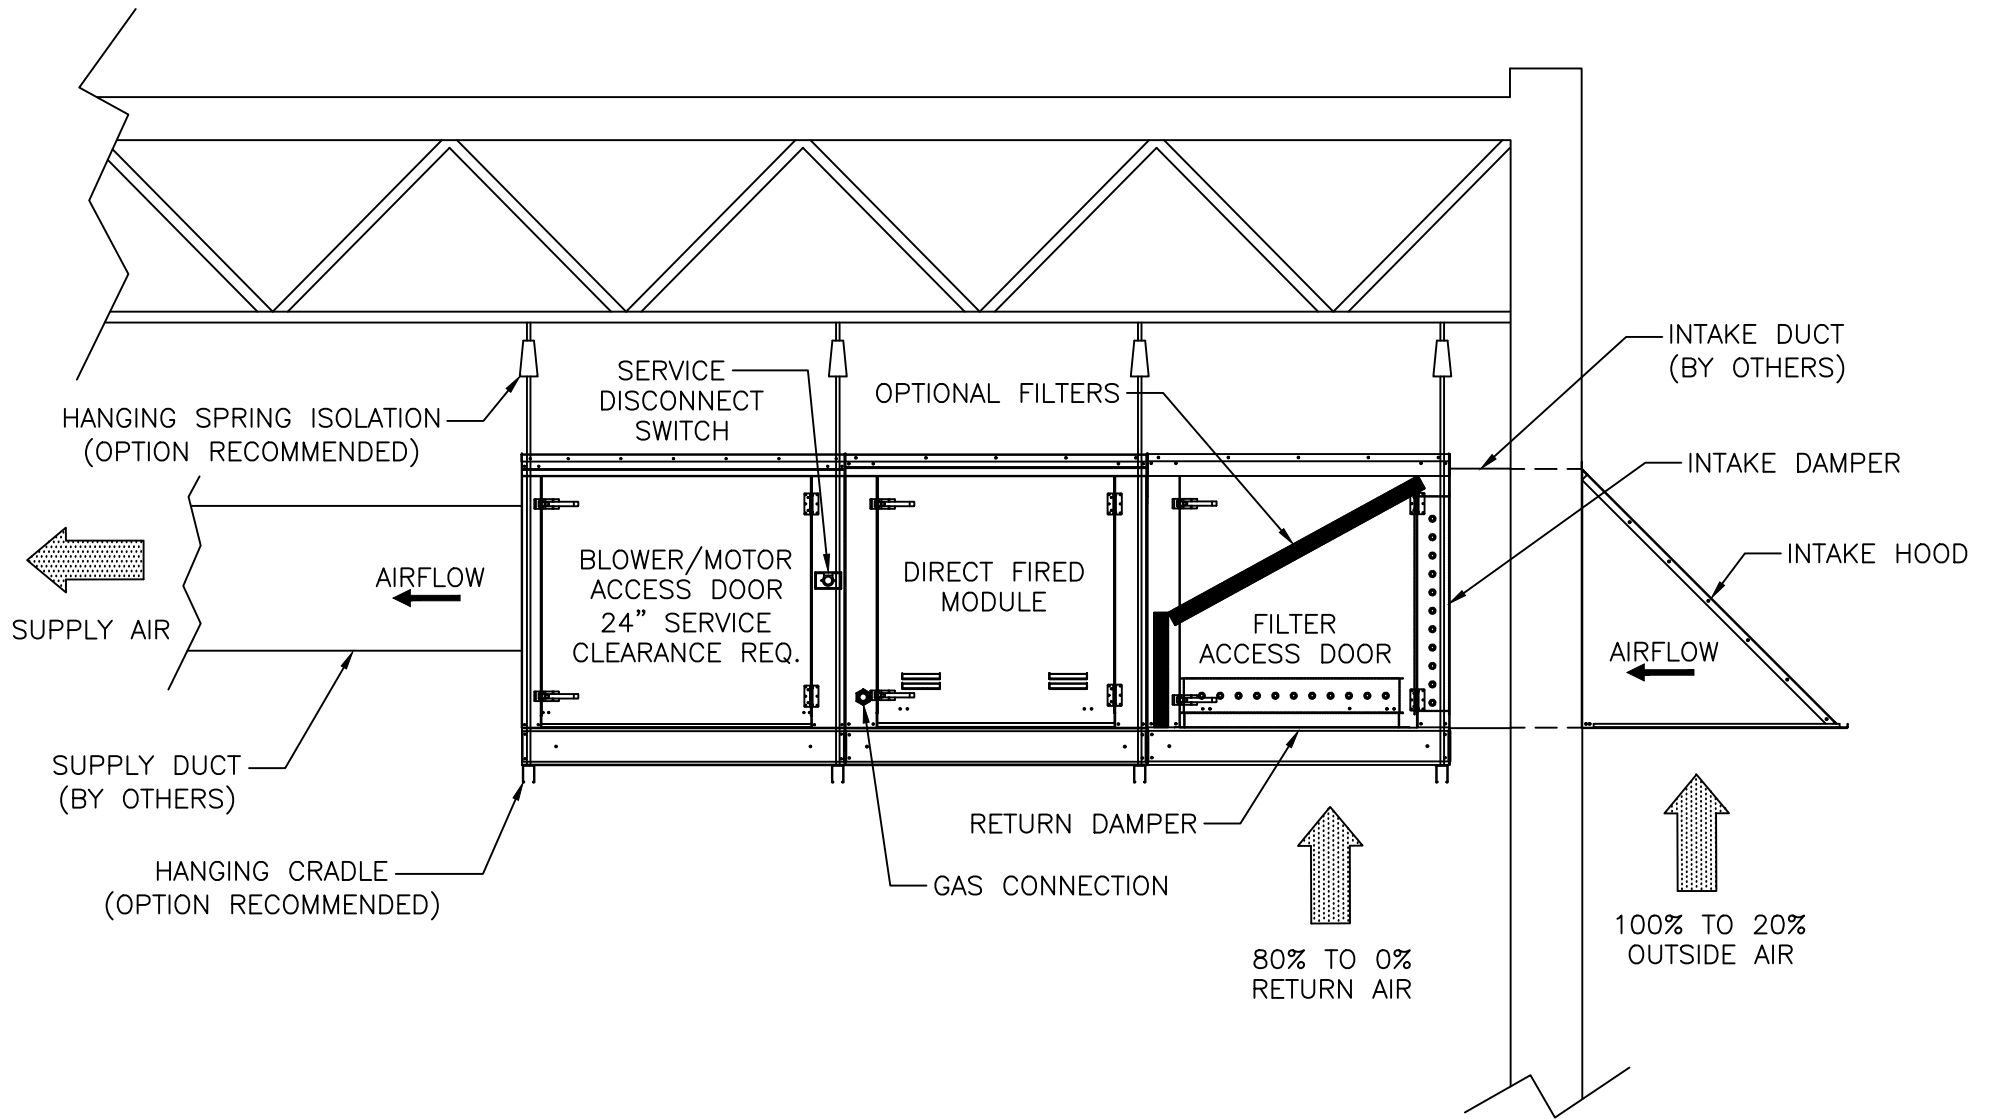 INTAKE DUCT
(BY OTHERS)
SERVICE
DISCONNECT
SWITCH
OPTIONAL FILTERS
HANGING SPRING ISOLATION
(OPTION RECOMMENDED)
INTAKE DAMPER
INTAKE HOOD
AIRFLOW
SUPPLY AIR
BLOWER/MOTOR
ACCESS DOOR
24” SERVICE
CLEARANCE REQ.
DIRECT FIRED
MODULE
FILTER
ACCESS DOOR
AIRFLOW
SUPPLY DUCT
(BY OTHERS)
RETURN DAMPER
HANGING CRADLE
(OPTION RECOMMENDED)
GAS CONNECTION
80% TO 0%
RETURN AIR
100% TO 20%
OUTSIDE AIR